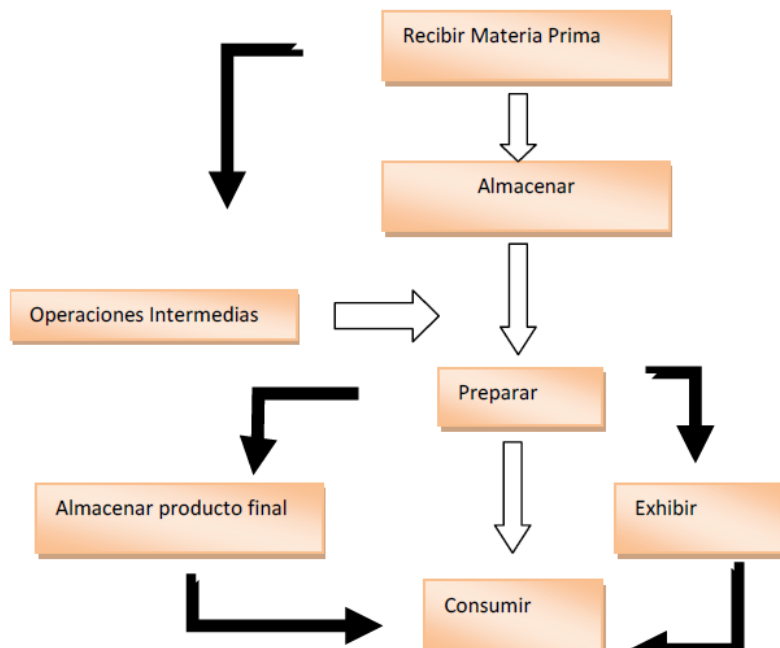 Recibir Materia Prima
Almacenar
Operaciones Intermedias
Preparar
Almacenar producto final
Exhibir
Consumir